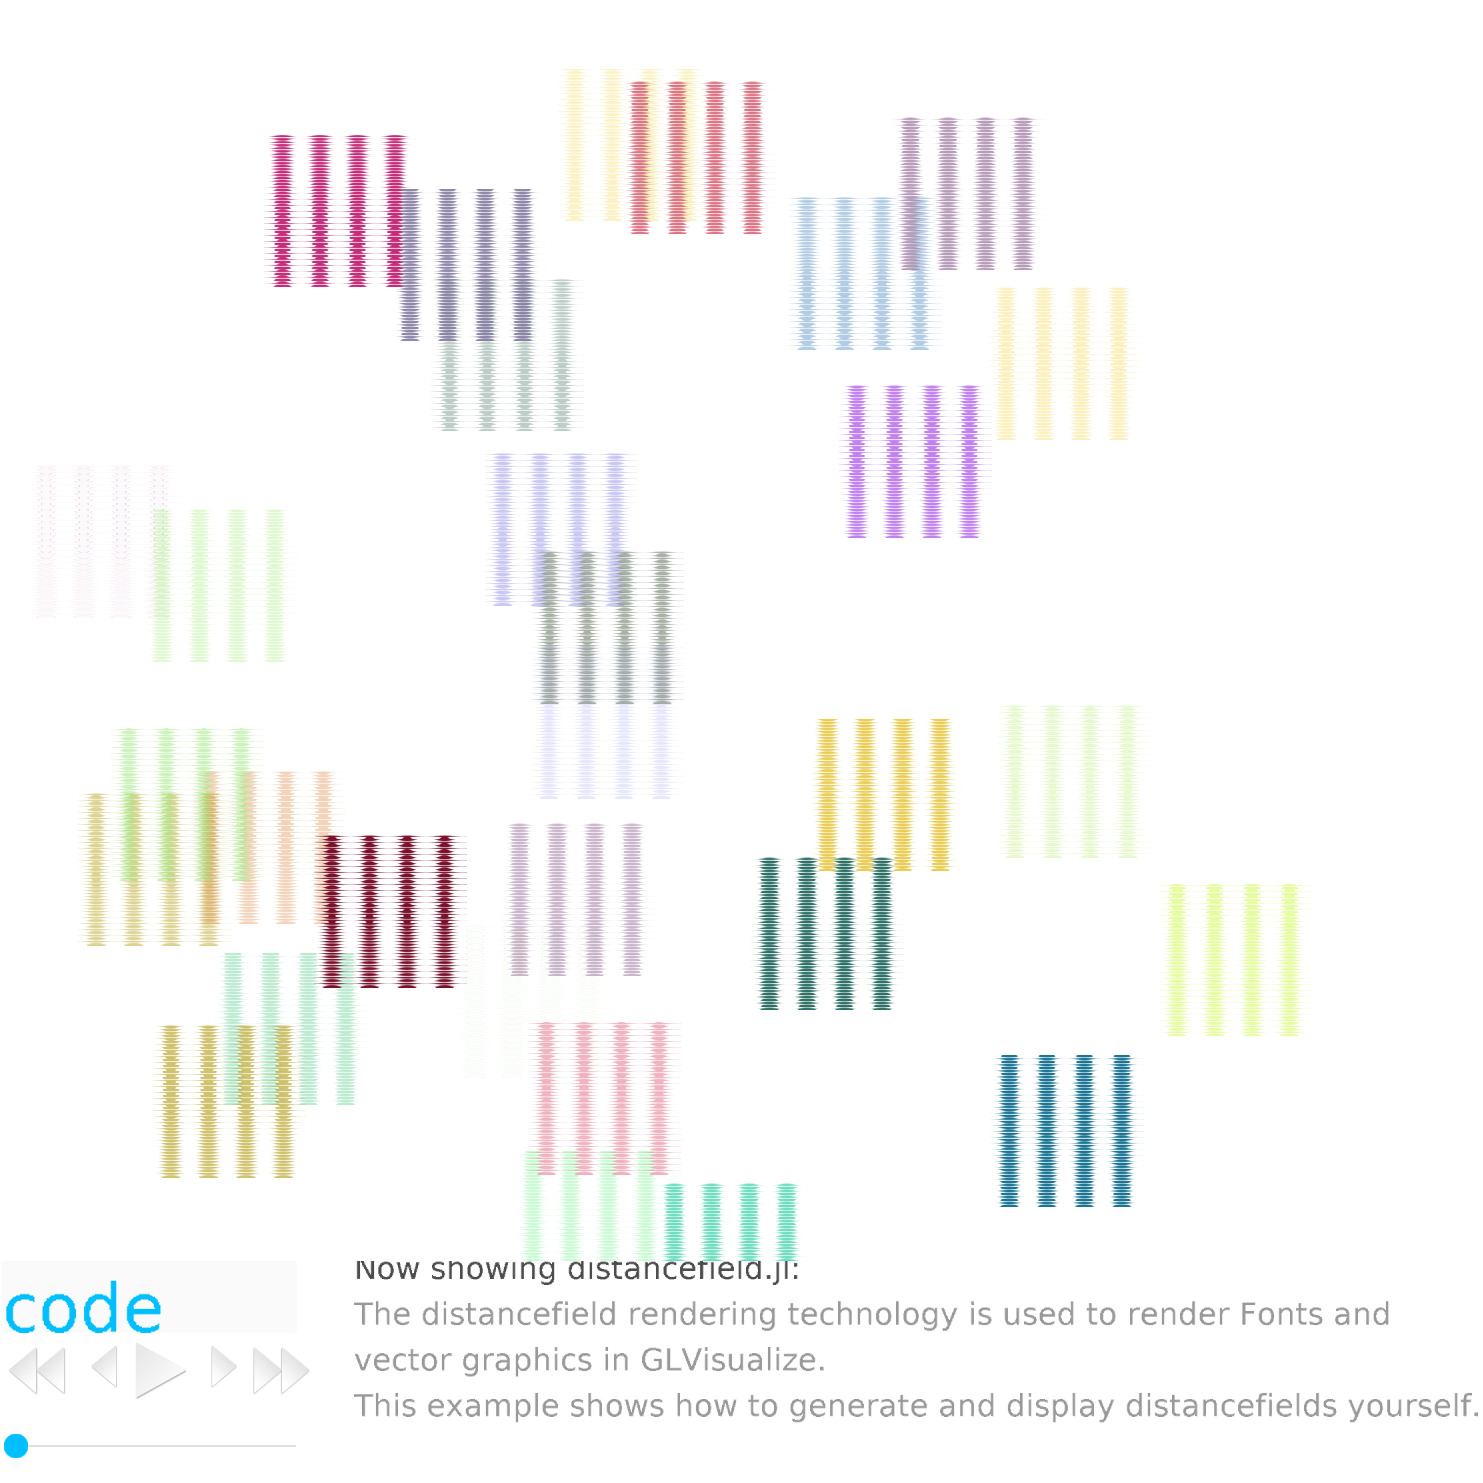 Now showing distancefield.jl:
code
The distancefield rendering technology is used to render Fonts and
vector graphics in GLVisualize.
This example shows how to generate and display distancefields yourself.